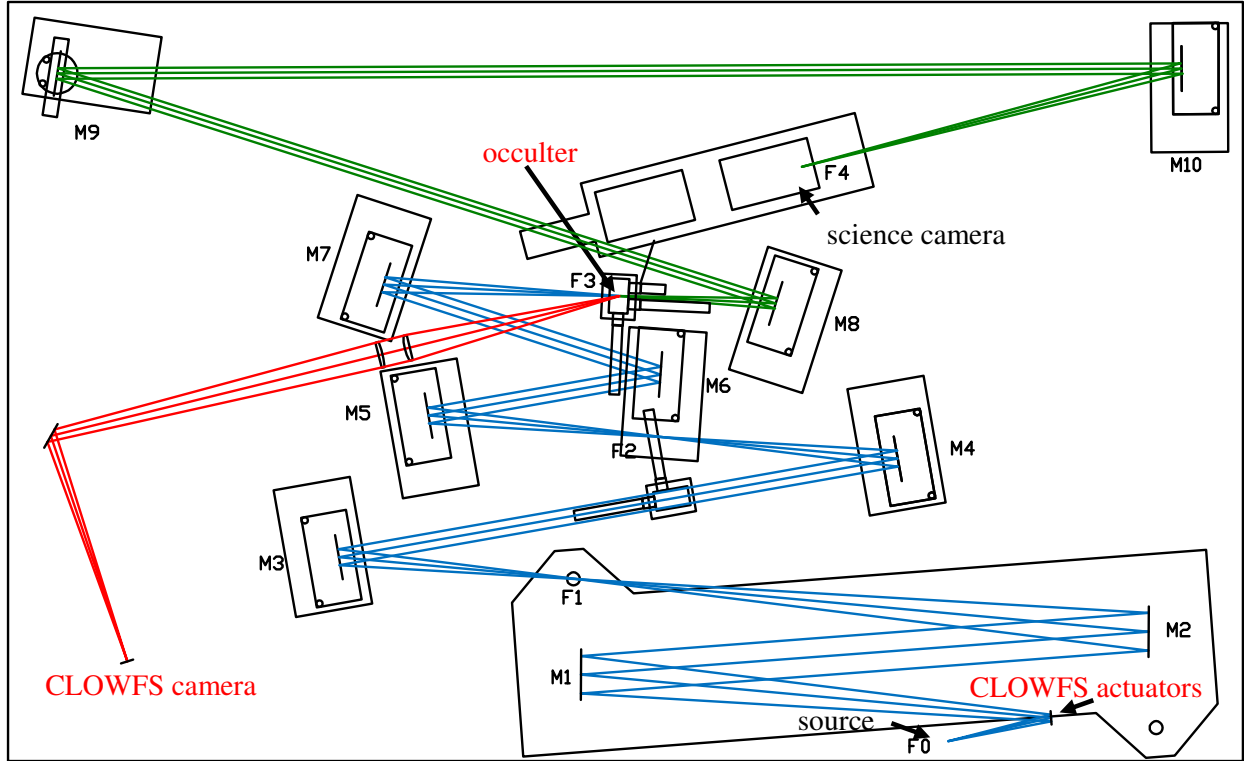 M9
M10
occulter
F4
science camera
M7
F3
M8
M6
M5
M4
F2
M3
F1
M2
M1
CLOWFS camera
CLOWFS actuators
source
F0